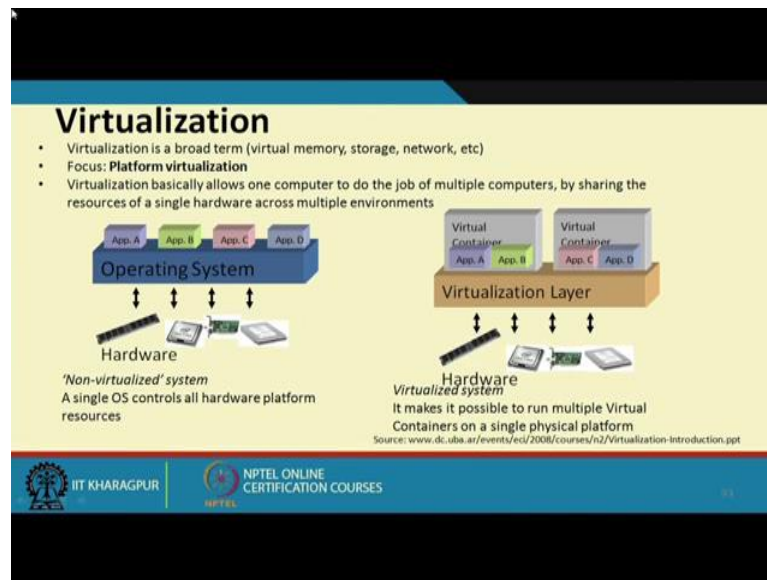 Virtualization
• Virtualization is a broad term (virtual memory, storage, network, etc)
• Focus: Platform virtualization
• Virtualization basically allows one computer to do the job of multiple computers, by sharing the
resources of a single hardware across multiple environments
App. A App. B App. C App. D
Operating System
Hardware
'Non-virtualized' system
A single OS controls all hardware platform
resources
Virtual
Container
Virtual
Container
App. A App. B App. C App. D
Virtualization Layer
Hardware
Virtualized system
It makes it possible to run multiple Virtual
Containers on a single physical platform
Source: www.dc.uba.ar/events/eci/2008/courses/n2/Virtualization-Introduction.ppt
IIT KHARAGPUR
NPTEL
NPTEL ONLINE
CERTIFICATION COURSES